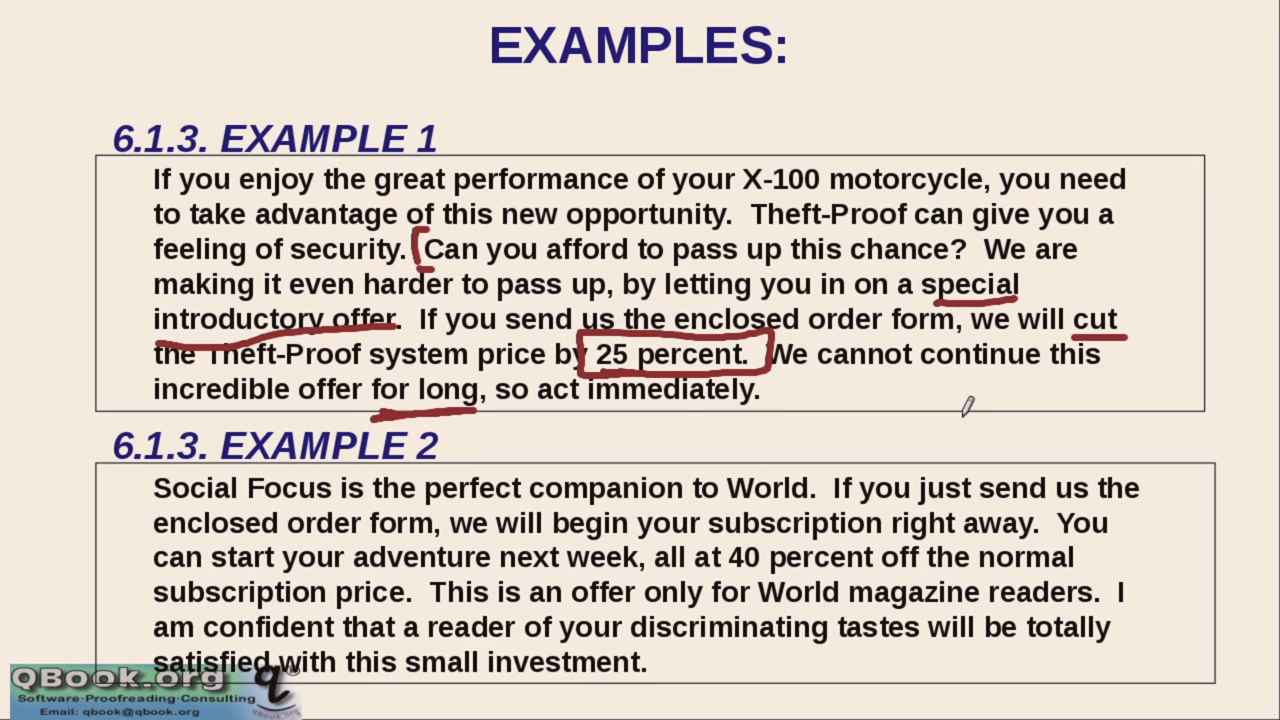 EXAMPLES:
6.1.3. EXAMPLE 1
If you enjoy the great performance of your X-100 motorcycle, you need
to take advantage of this new opportunity.  Theft-Proof can give you a
feeling of security.  Can you afford to pass up this chance?  We are
making it even harder to pass up, by letting you in on a special
introductory offer.  If you send us the enclosed order form, we will cut
the Theft-Proof system price by 25 percent.  We cannot continue this
incredible offer for long, so act immediately.
6.1.3. EXAMPLE 2
Social Focus is the perfect companion to World.  If you just send us the
enclosed order form, we will begin your subscription right away.  You
can start your adventure next week, all at 40 percent off the normal
subscription price.  This is an offer only for World magazine readers.  I
am confident that a reader of your discriminating tastes will be totally
satisfied with this small investment.
QBook.org q®
Software·Proofreading·Consulting
Email: qbook@qbook.org qbook.org